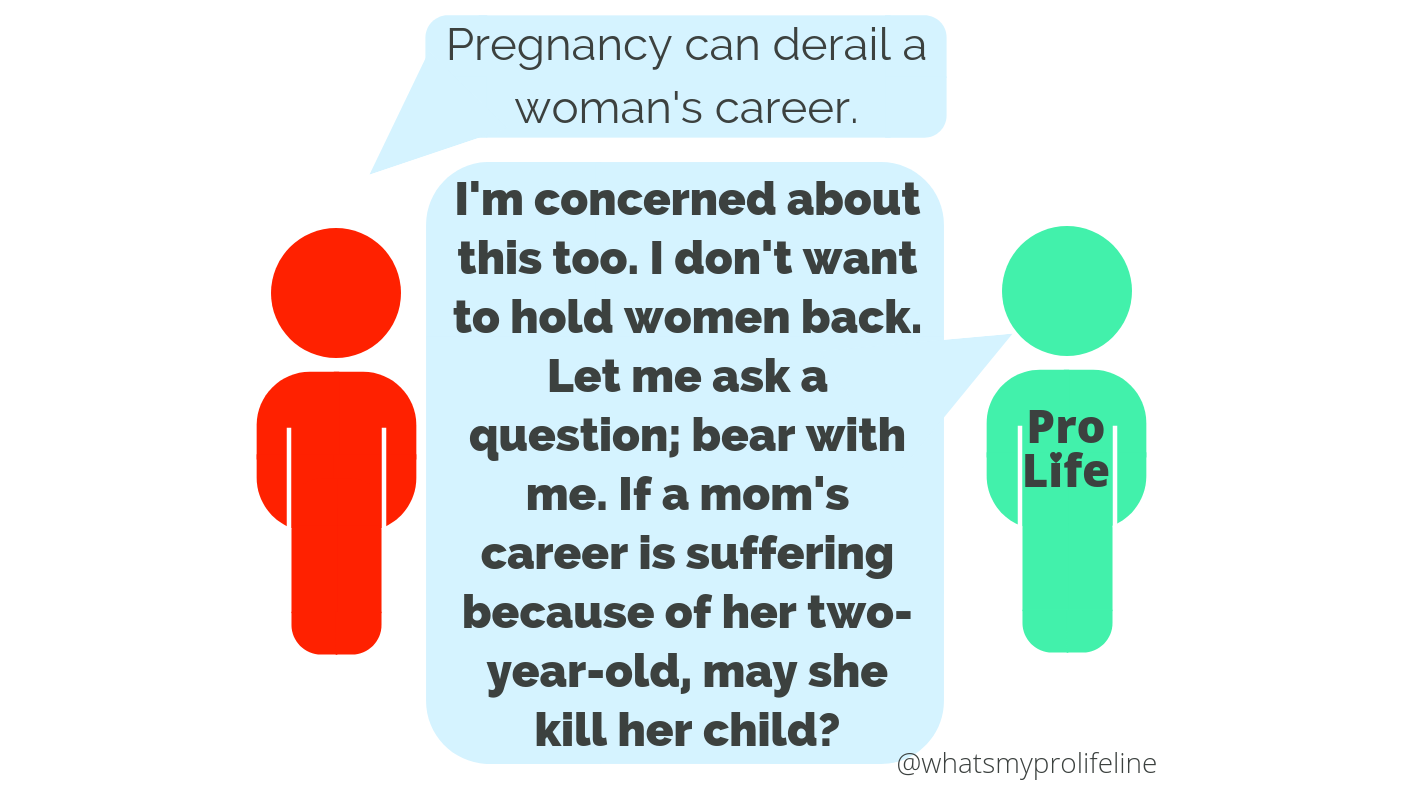 Pregnancy can derail a
woman's career.
I'm concerned about
this too. I don't want
to hold women back.
Let me ask a
question; bear with
me. If a mom's
career is suffering
because of her two-
year-old, may she
kill her child?
Pro
Life
@whatsmyprolifeline